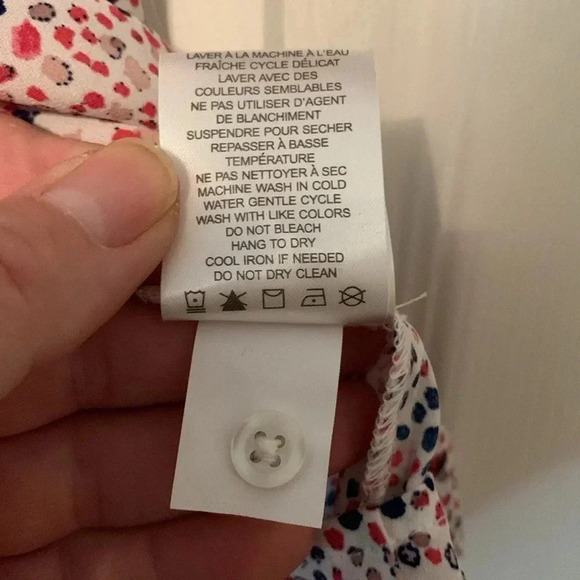 LAVER À LA MACHINE À L'EAU
FRAÎCHE CYCLE DÉLICAT
LAVER AVEC DES
COULEURS SEMBLABLES
NE PAS UTILISER D'AGENT
DE BLANCHIMENT
SUSPENDRE POUR SECHER
REPASSER À BASSE
TEMPÉRATURE
NE PAS NETTOYER À SEC
MACHINE WASH IN COLD
WATER GENTLE CYCLE
WASH WITH LIKE COLORS
DO NOT BLEACH
HANG TO DRY
COOL IRON IF NEEDED
DO NOT DRY CLEAN